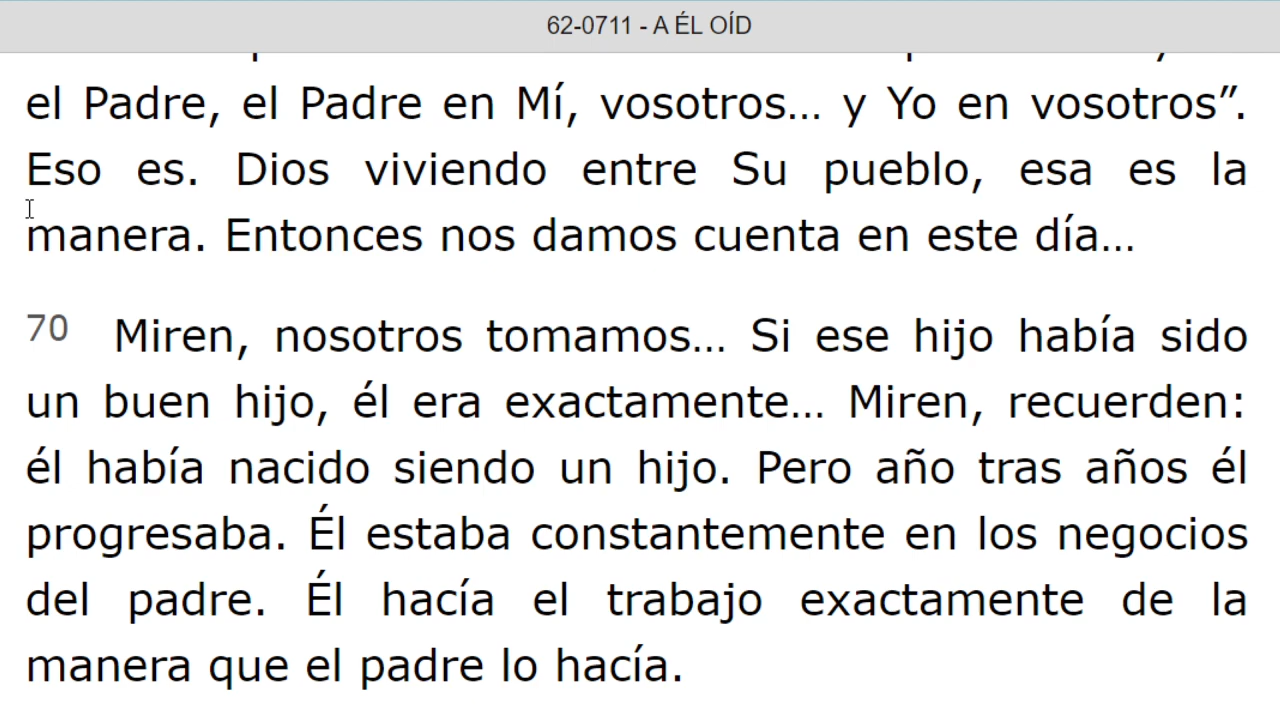 62-0711 - A ÉL OÍD
el Padre, el Padre en Mí, vosotros… y Yo en vosotros”.
Eso es. Dios viviendo entre Su pueblo, esa es la
manera. Entonces nos damos cuenta en este día…
70 Miren, nosotros tomamos… Si ese hijo había sido
un buen hijo, él era exactamente… Miren, recuerden:
él había nacido siendo un hijo. Pero año tras años él
progresaba. Él estaba constantemente en los negocios
del padre. Él hacía el trabajo exactamente de la
manera que el padre lo hacía.